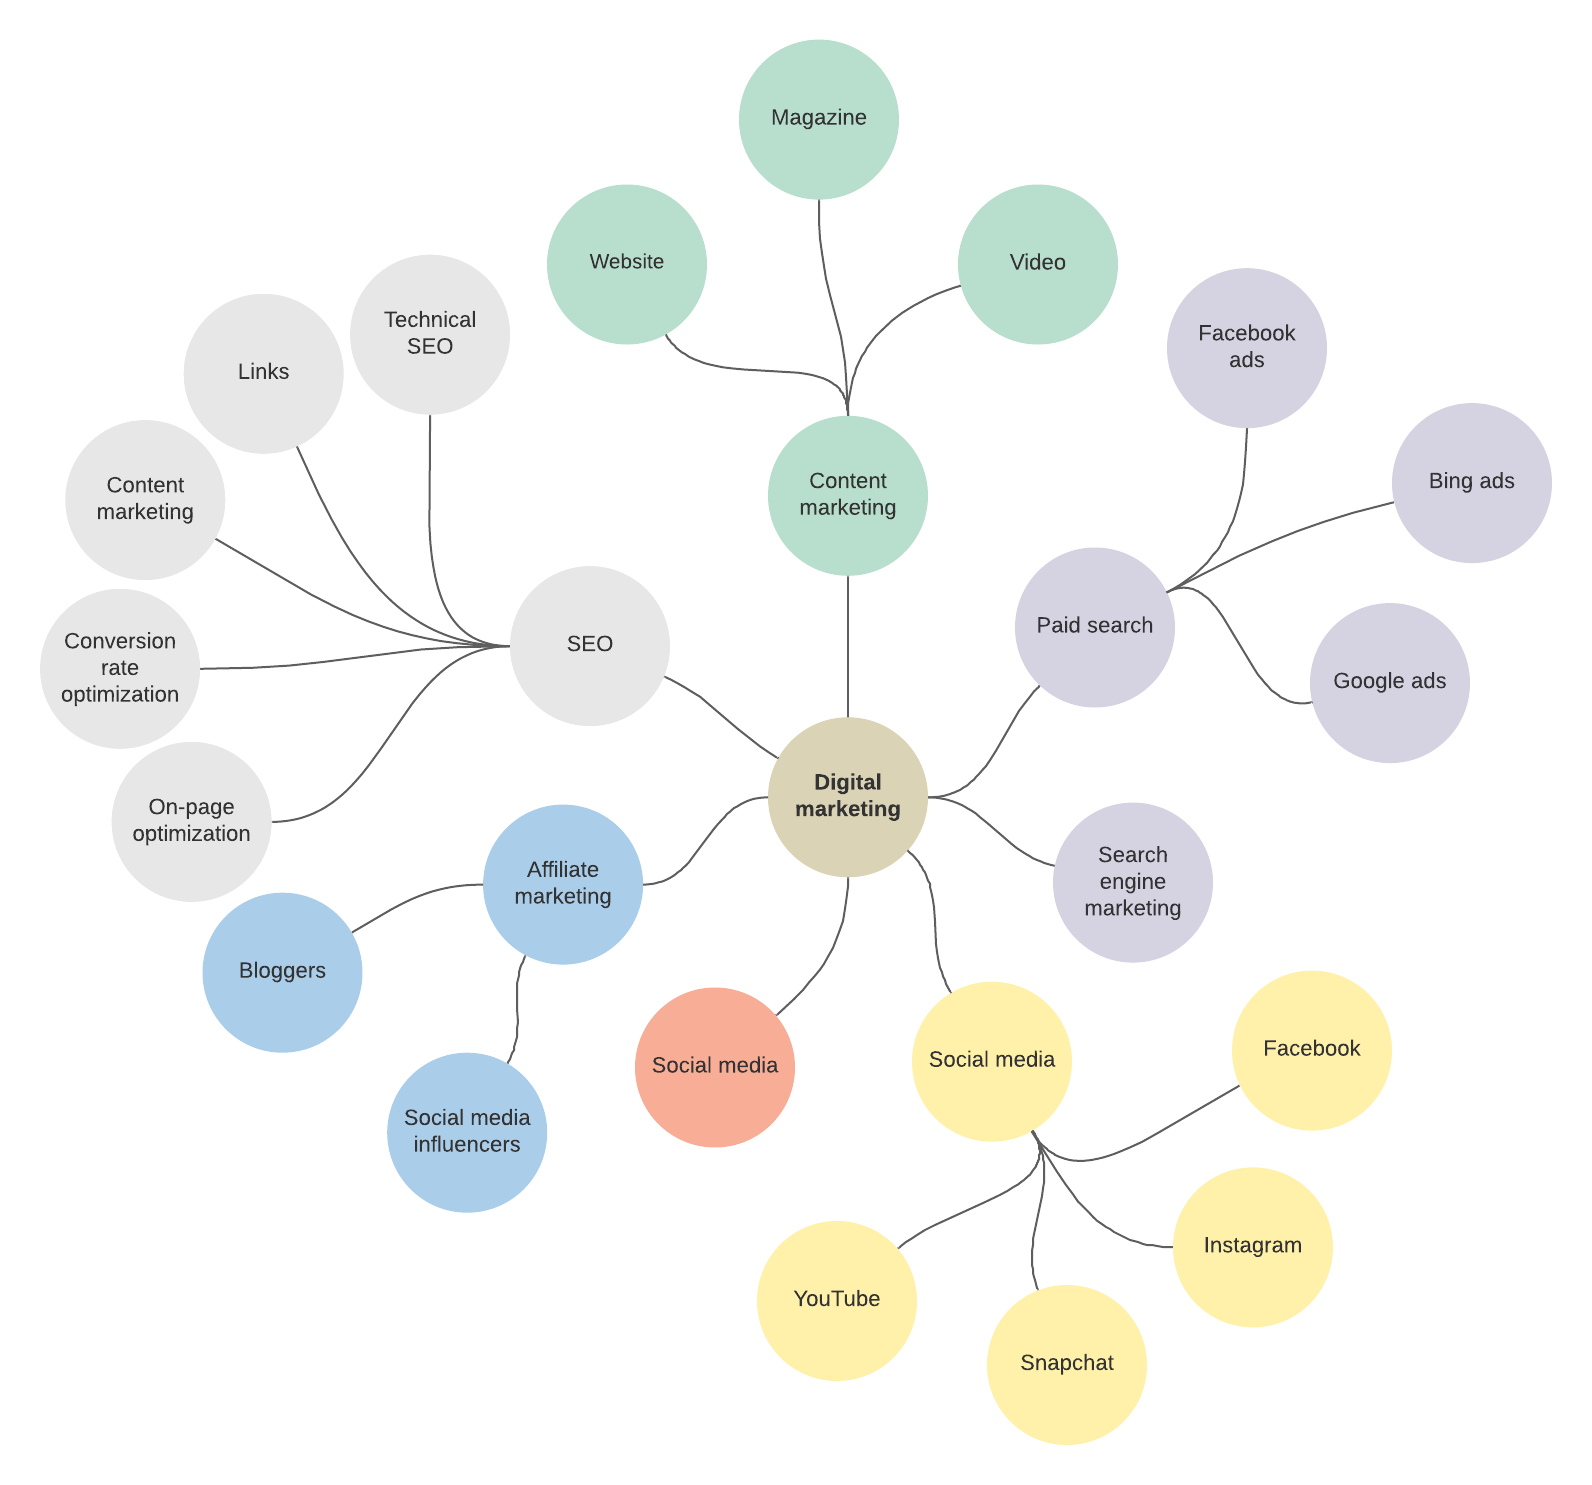 Magazine
Website
Video
Technical
SEO
Links
Facebook
ads
Content
marketing
Content
marketing
Bing ads
Conversion
rate
optimization
SEO
Paid search
Google ads
On-page
optimization
Digital
marketing
Affiliate
marketing
Search
engine
marketing
Bloggers
Social media
Social media
Facebook
Social media
influencers
YouTube
Instagram
Snapchat